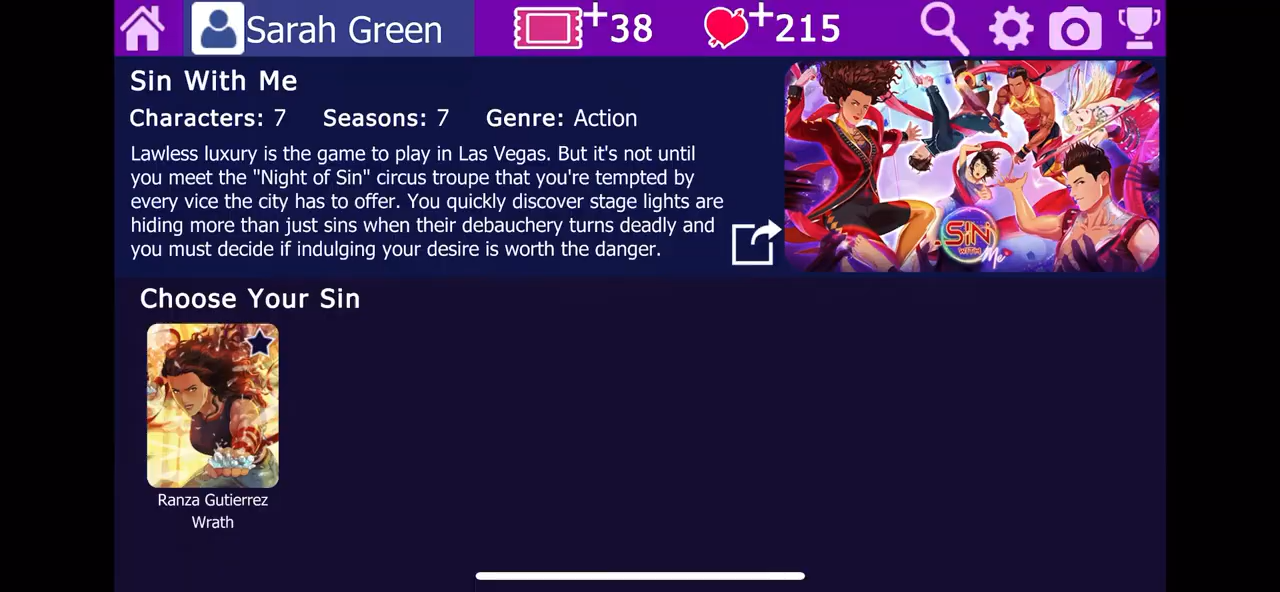 Sarah Green
+38
+215
Sin With Me
Characters: 7 Seasons: 7 Genre: Action
Lawless luxury is the game to play in Las Vegas. But it's not until
you meet the "Night of Sin" circus troupe that you're tempted by
every vice the city has to offer. You quickly discover stage lights are
hiding more than just sins when their debauchery turns deadly and
you must decide if indulging your desire is worth the danger.
SIN
WITH
Me
Choose Your Sin
Ranza Gutierrez
Wrath